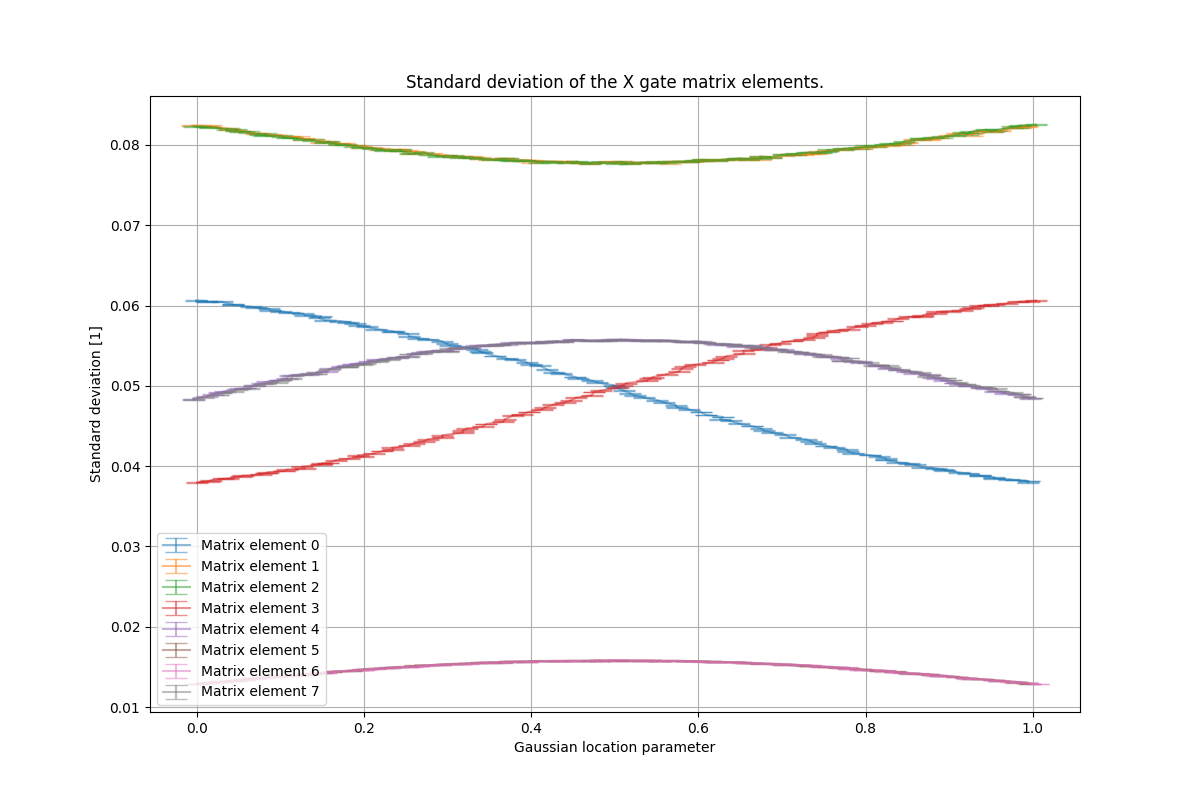 Standard deviation of the X gate matrix elements.
0.08
0.07
0.06
0.05
0.04
0.03
0.02
0.01
Standard deviation [1]
Matrix element 0
Matrix element 1
Matrix element 2
Matrix element 3
Matrix element 4
Matrix element 5
Matrix element 6
Matrix element 7
0.0 0.2 0.4 0.6 0.8 1.0
Gaussian location parameter